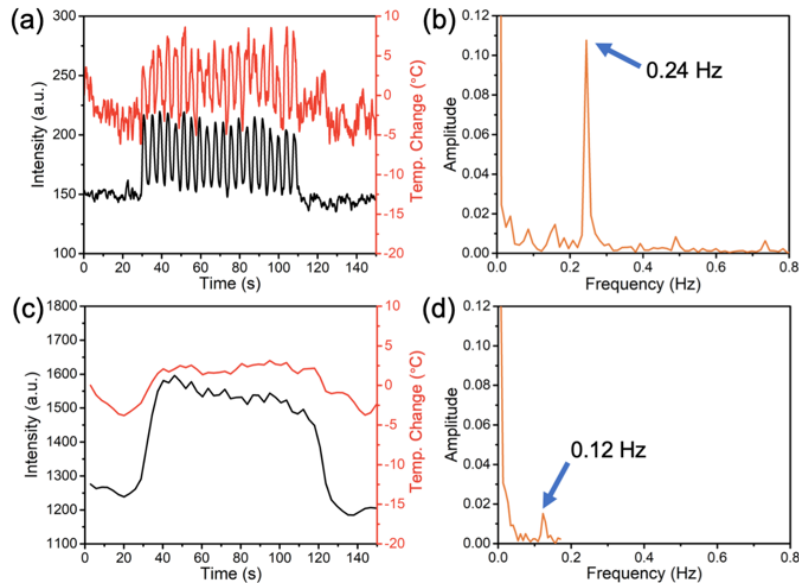 (a)
300
250
200
150
100
Intensity (a.u.)
10
5
0
-5
-10
-15
-20
Temp. Change (°C)
0 20 40 60 80 100 120 140
Time (s)
(b)
0.12
0.10
0.08
0.06
0.04
0.02
0.00
Amplitude
0.24 Hz
0.0 0.2 0.4 0.6 0.8
Frequency (Hz)
(c)
1800
1700
1600
1500
1400
1300
1200
1100
Intensity (a.u.)
10
5
0
-5
-10
-15
-20
Temp. Change (°C)
0 20 40 60 80 100 120 140
Time (s)
(d)
0.12
0.10
0.08
0.06
0.04
0.02
0.00
Amplitude
0.12 Hz
0.0 0.2 0.4 0.6 0.8
Frequency (Hz)